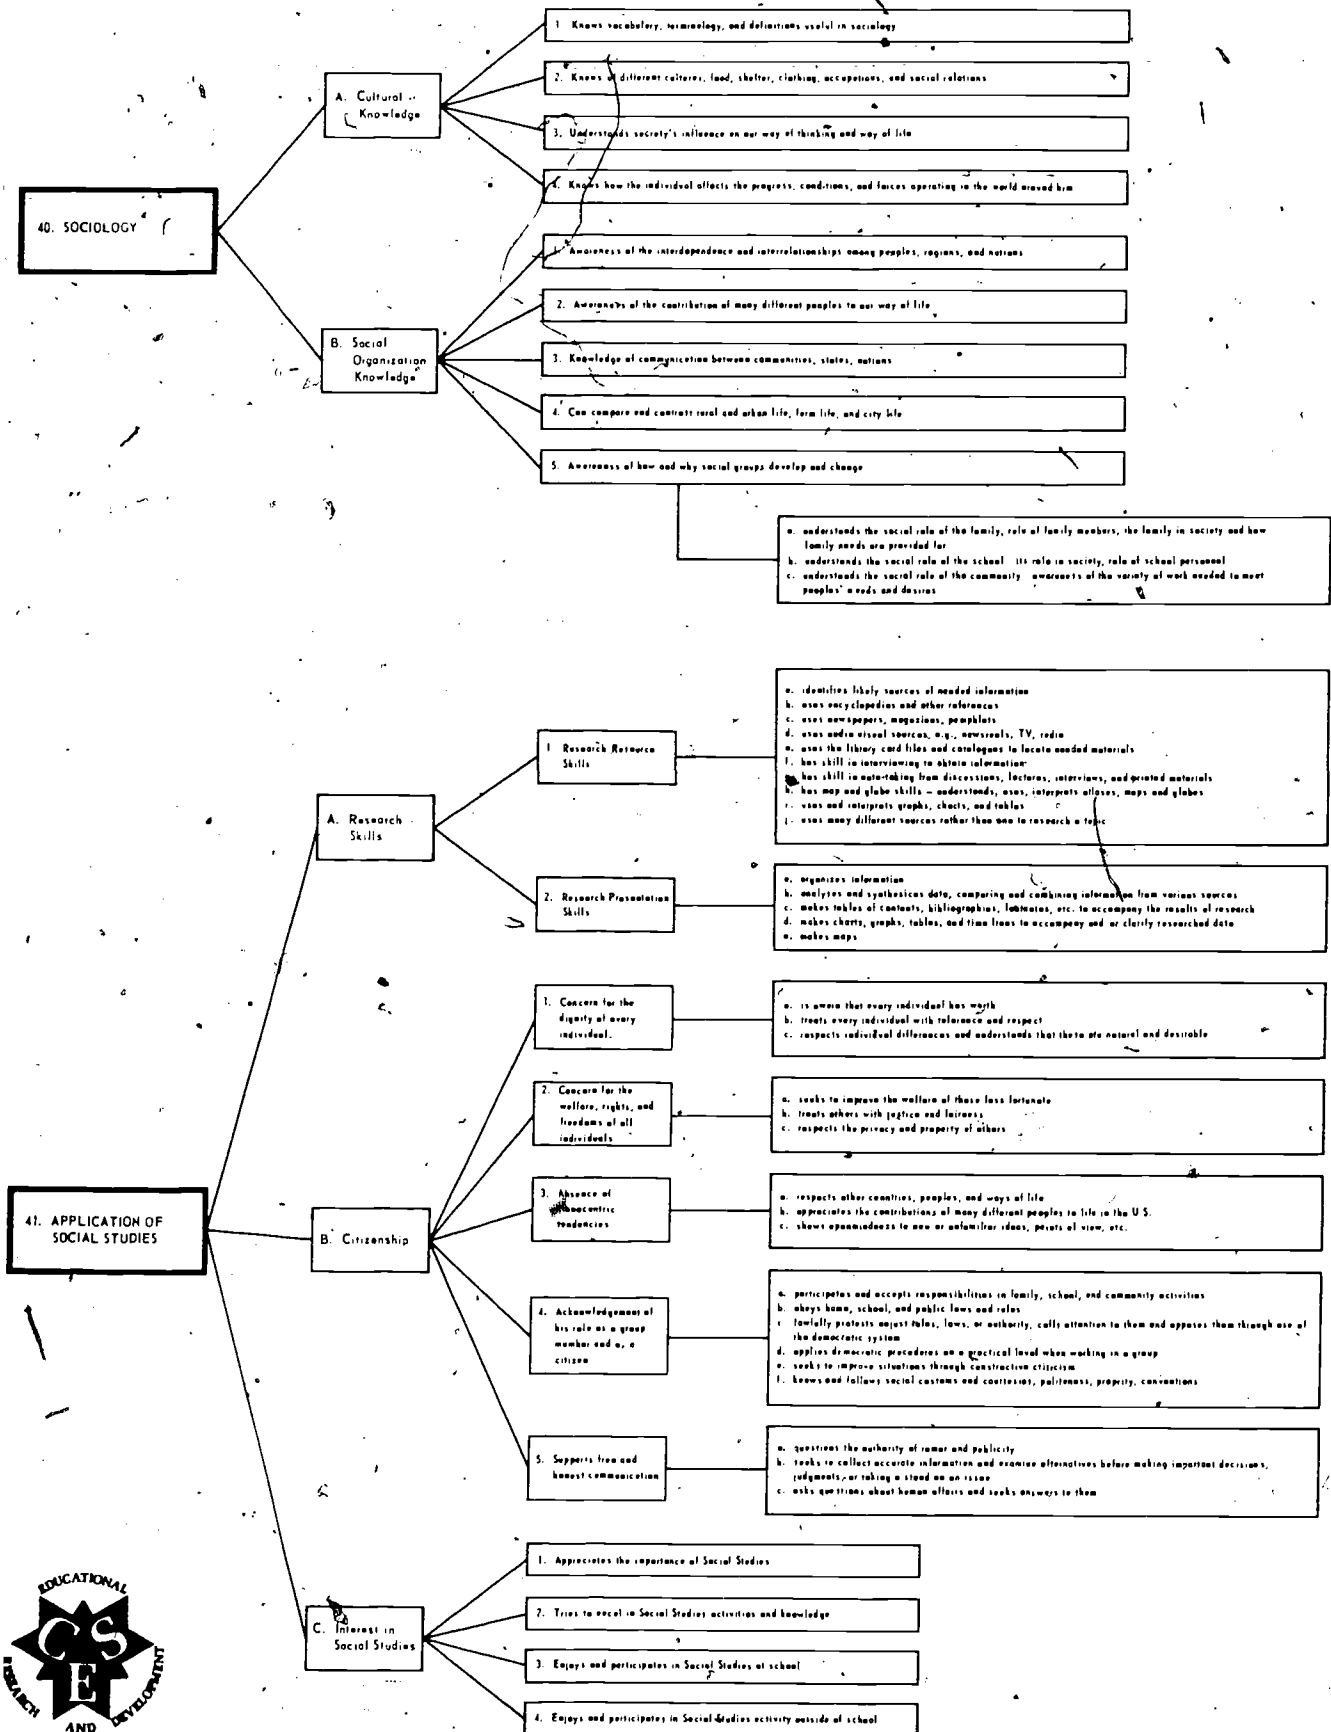 40. SOCIOLOGY
A. Cultural
Knowledge
1. Knows vocabulary, terminology, and definitions useful in sociology
2. Knows of different cultures, food, shelter, clothing, occupations, and social relations
3. Understands society's influence on our way of thinking and way of life
4. Knows how the individual affects the progress, conditions, and forces operating in the world around him
B. Social
Organization
Knowledge
1. Awareness of the interdependence and interrelationships among peoples, regions, and nations
2. Awareness of the contribution of many different peoples to our way of life
3. Knowledge of communication between communities, states, nations
4. Can compare and contrast rural and urban life, farm life, and city life
5. Awareness of how and why social groups develop and change
a. understands the social role of the family, role of family members, the family in society and how
family needs are provided for
b. understands the social role of the school its role in society, role of school personnel
c. understands the social role of the community awareness of the variety of work needed to meet
peoples' needs and desires
41. APPLICATION OF
SOCIAL STUDIES
A. Research
Skills
1. Research Resource
Skills
a. identifies likely sources of needed information
b. uses encyclopedias and other references
c. uses newspapers, magazines, pamphlets
d. uses audio visual sources, e.g., newsreels, TV, radio
e. uses the library card files and catalogues to locate needed materials
f. has skill in interviewing to obtain information
has skill in note-taking from discussions, lectures, interviews, and printed materials
h. has map and globe skills – understands, uses, interprets atlases, maps and globes
i. uses and interprets graphs, charts, and tables
j. uses many different sources rather than one to research a topic
2. Research Presentation
Skills
a. organizes information
b. analyzes and synthesizes data, comparing and combining information from various sources
c. makes tables of contents, bibliographies, footnotes, etc. to accompany the results of research
d. makes charts, graphs, tables, and time lines to accompany and or clarify researched data
e. makes maps
B. Citizenship
1. Concern for the
dignity of every
individual.
a. is aware that every individual has worth
b. treats every individual with tolerance and respect
c. respects individual differences and understands that these are natural and desirable
2. Concern for the
welfare, rights, and
freedoms of all
individuals
a. seeks to improve the welfare of those less fortunate
b. treats others with justice and fairness
c. respects the privacy and property of others
3. Absence of
ethnocentric
tendencies
a. respects other countries, peoples, and ways of life
b. appreciates the contributions of many different peoples to life in the U.S.
c. shows openmindedness to new or unfamiliar ideas, points of view, etc.
4. Acknowledgement of
his role as a group
member and as a
citizen
a. participates and accepts responsibilities in family, school, and community activities
b. obeys home, school, and public laws and rules
c. lawfully protests unjust rules, laws, or authority, calls attention to them and opposes them through use of
the democratic system
d. applies democratic procedures on a practical level when working in a group
e. seeks to improve situations through constructive criticism
f. knows and follows social customs and courtesies, politeness, propriety, conventions
5. Supports free and
honest communication
a. questions the authority of rumor and publicity
b. seeks to collect accurate information and examine alternatives before making important decisions,
judgments, or taking a stand on an issue
c. asks questions about human affairs and seeks answers to them
C. Interest in
Social Studies
1. Appreciates the importance of Social Studies
2. Tries to excel in Social Studies activities and knowledge
3. Enjoys and participates in Social Studies at school
4. Enjoys and participates in Social Studies activity outside of school
EDUCATIONAL
CSE
RESEARCH
AND
DEVELOPMENT